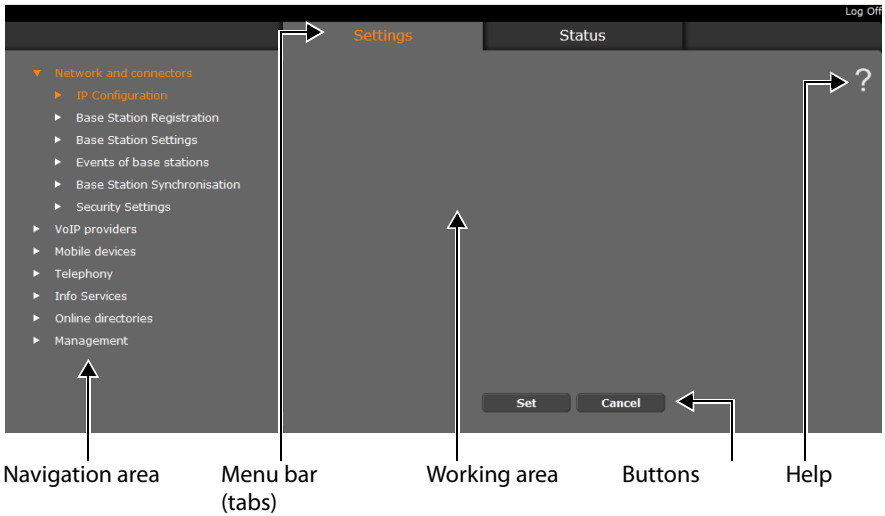 Log Off
Settings
Status
Network and connectors
IP Configuration
Base Station Registration
Base Station Settings
Events of base stations
Base Station Synchronisation
Security Settings
VoIP providers
Mobile devices
Telephony
Info Services
Online directories
Management
?
Set
Cancel
Navigation area
Menu bar
(tabs)
Working area
Buttons
Help